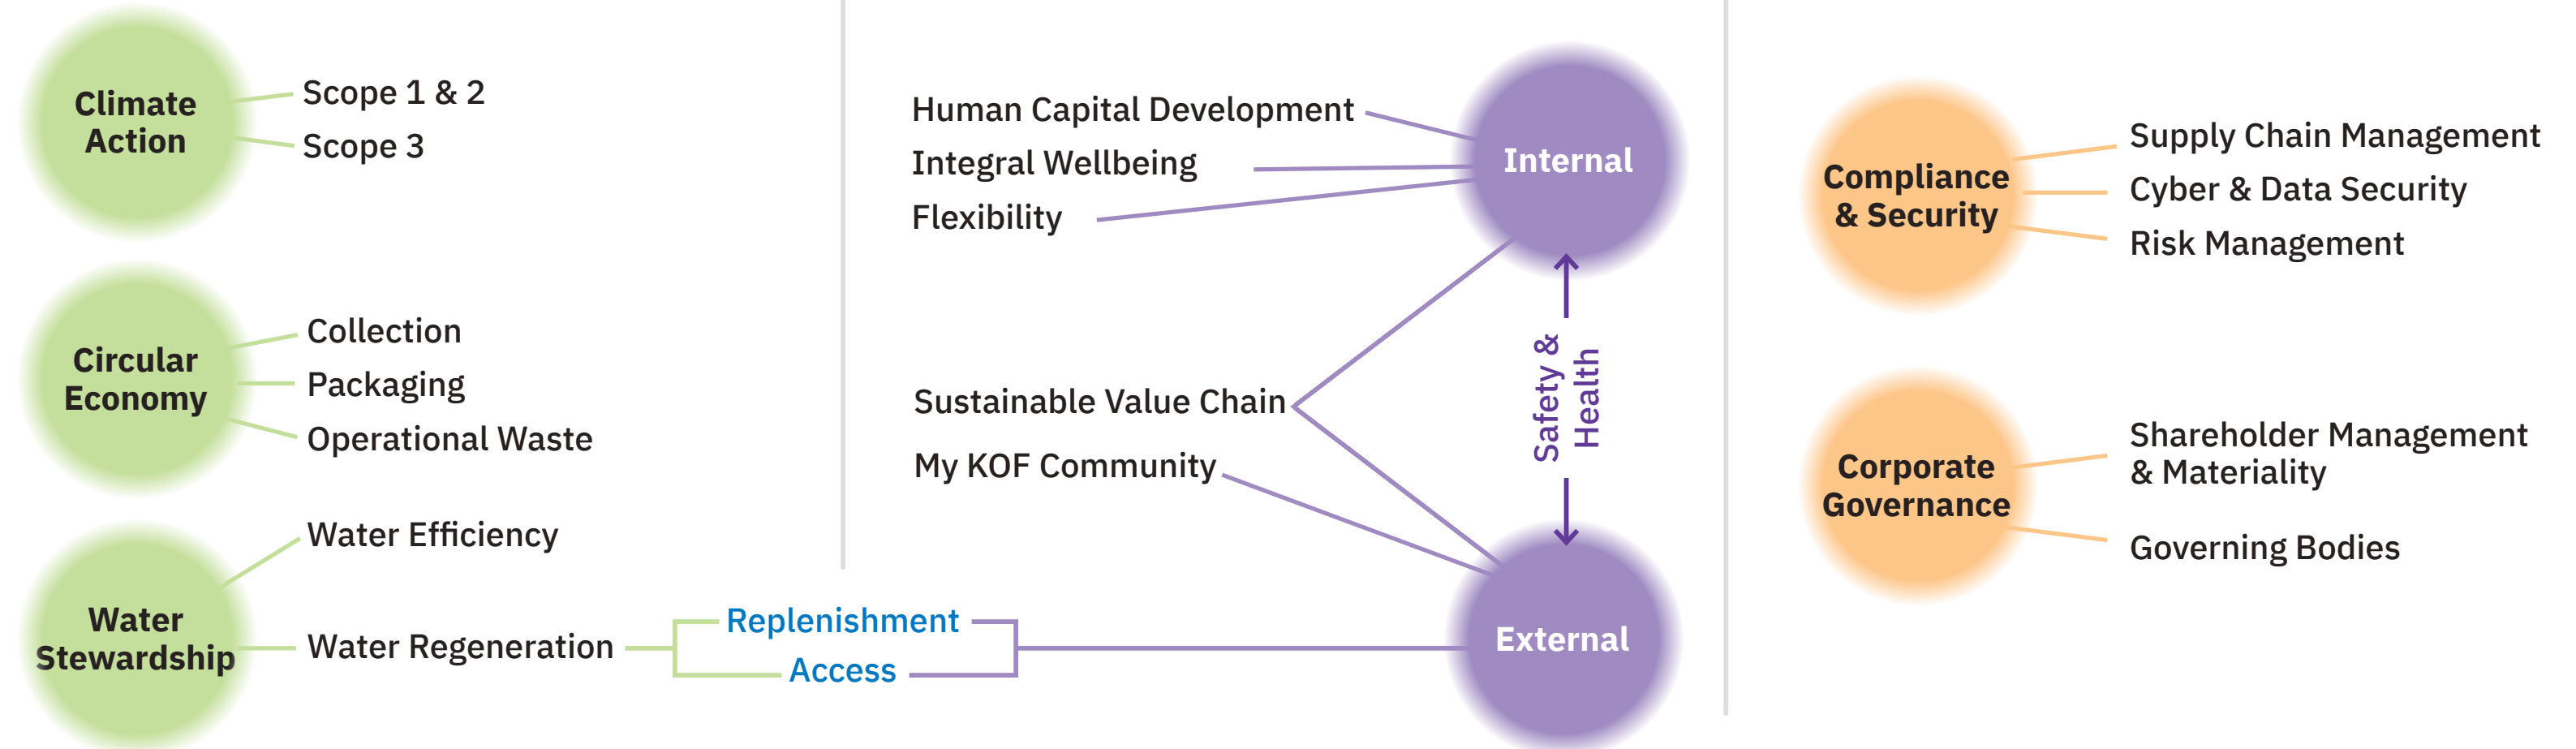 Climate
Action
Scope 1 & 2
Scope 3
Circular
Economy
Collection
Packaging
Operational Waste
Water
Stewardship
Water Efficiency
Water Regeneration
Replenishment
Access
Human Capital Development
Integral Wellbeing
Flexibility
Internal
Sustainable Value Chain
My KOF Community
Safety &
Health
External
Compliance
& Security
Supply Chain Management
Cyber & Data Security
Risk Management
Corporate
Governance
Shareholder Management
& Materiality
Governing Bodies